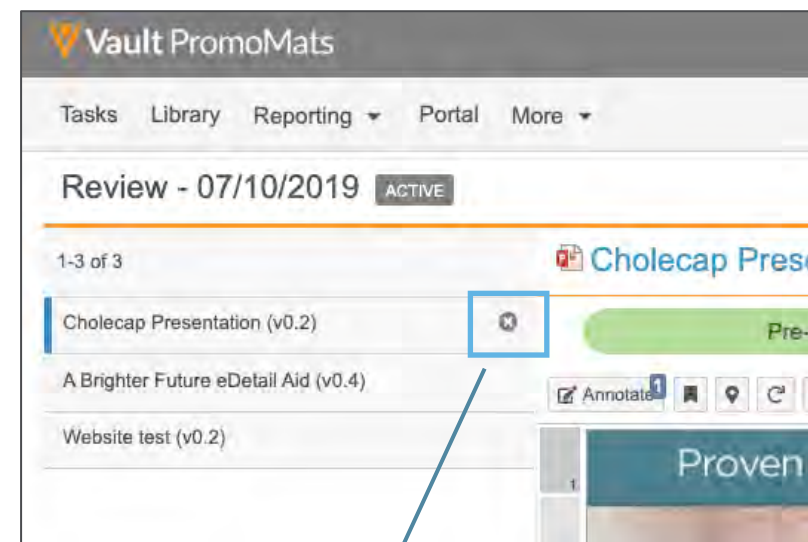 Vault PromoMats
Tasks Library Reporting Portal More
Review - 07/10/2019 ACTIVE
1-3 of 3
Cholecap Presentation (v0.2)
A Brighter Future eDetail Aid (v0.4)
Website test (v0.2)
Cholecap Prese
Pre-
Annotate 1
1
Proven